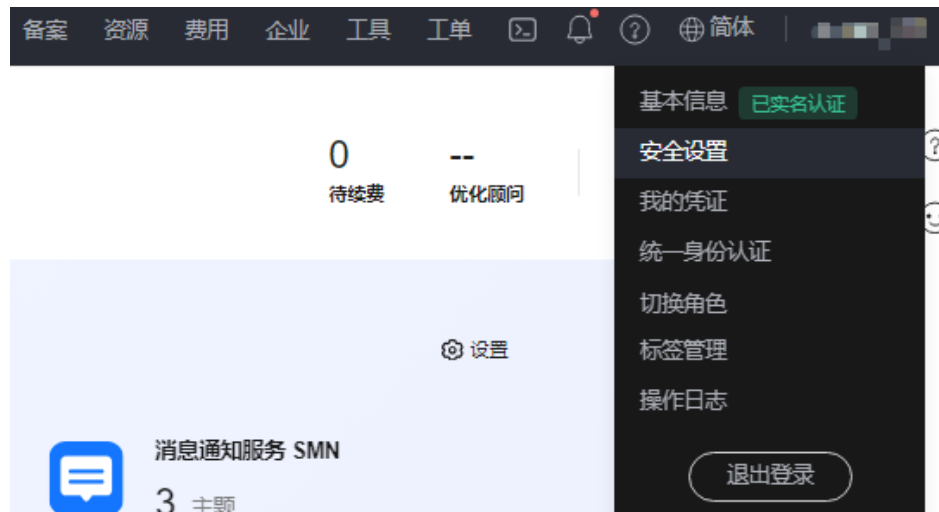 备案 资源 费用 企业 工具 工单 简体
基本信息 已实名认证
安全设置
我的凭证
统一身份认证
切换角色
标签管理
操作日志
退出登录
0 --
待续费 优化顾问
设置
消息通知服务 SMN
3 主题